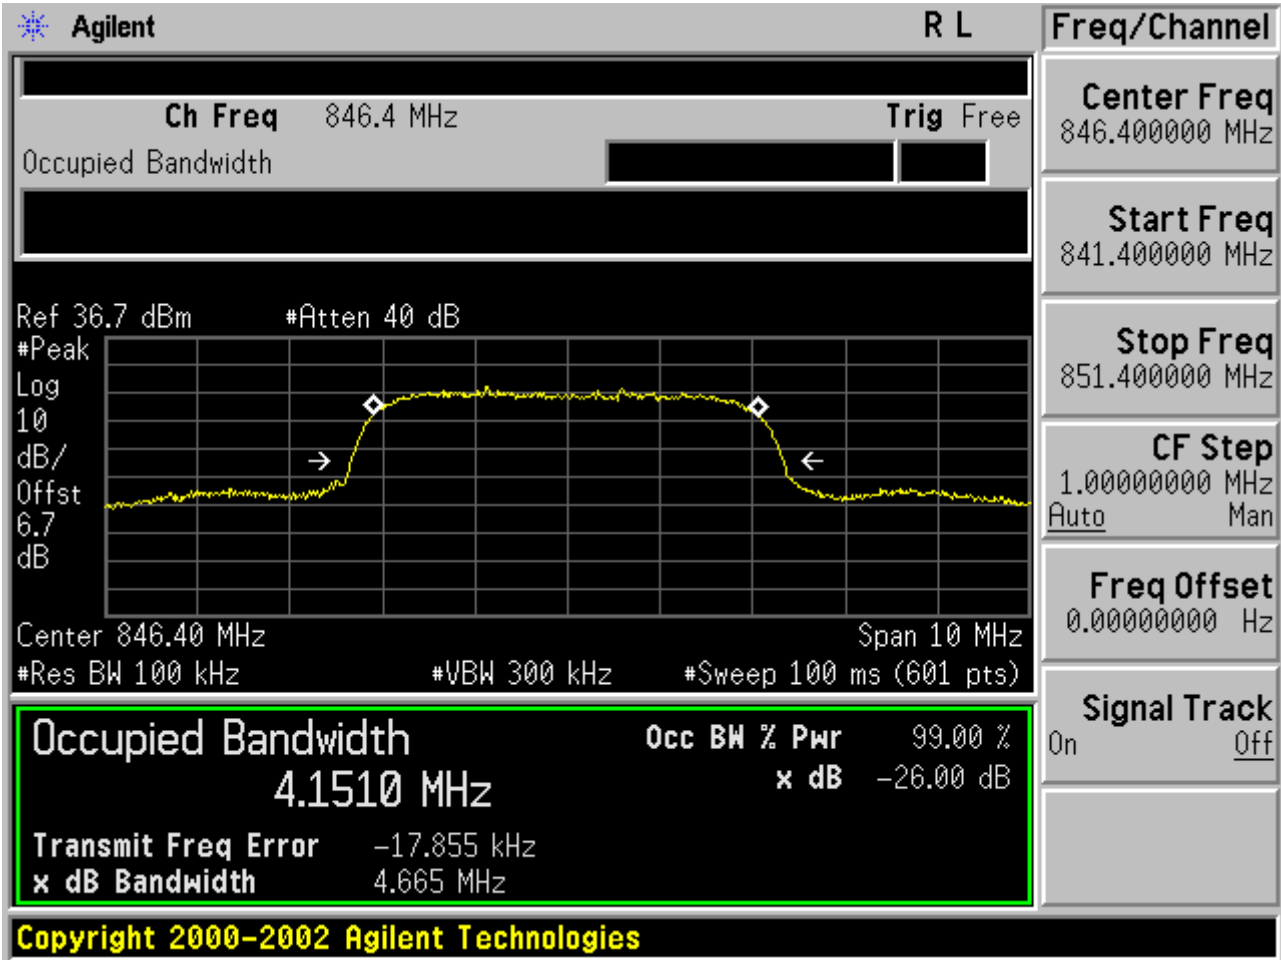 Agilent R L Freq/Channel
Ch Freq 846.4 MHz Trig Free
Occupied Bandwidth
Center Freq
846.400000 MHz
Start Freq
841.400000 MHz
Stop Freq
851.400000 MHz
CF Step
1.00000000 MHz
Auto Man
Freq Offset
0.00000000 Hz
Signal Track
On Off
Ref 36.7 dBm #Atten 40 dB
#Peak
Log
10
dB/
Offst
6.7
dB
Center 846.40 MHz Span 10 MHz
#Res BW 100 kHz #VBW 300 kHz #Sweep 100 ms (601 pts)
Occupied Bandwidth
4.1510 MHz
Occ BW % Pwr 99.00 %
x dB -26.00 dB
Transmit Freq Error -17.855 kHz
x dB Bandwidth 4.665 MHz
Copyright 2000-2002 Agilent Technologies